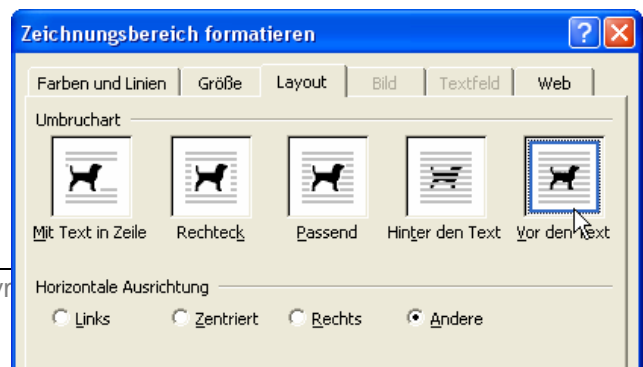 Zeichnungsbereich formatieren
Farben und Linien Größe Layout Bild Textfeld Web
Umbruchart
Mit Text in Zeile Rechteck Passend Hinter den Text Vor den Text
Horizontale Ausrichtung
Links Zentriert Rechts Andere